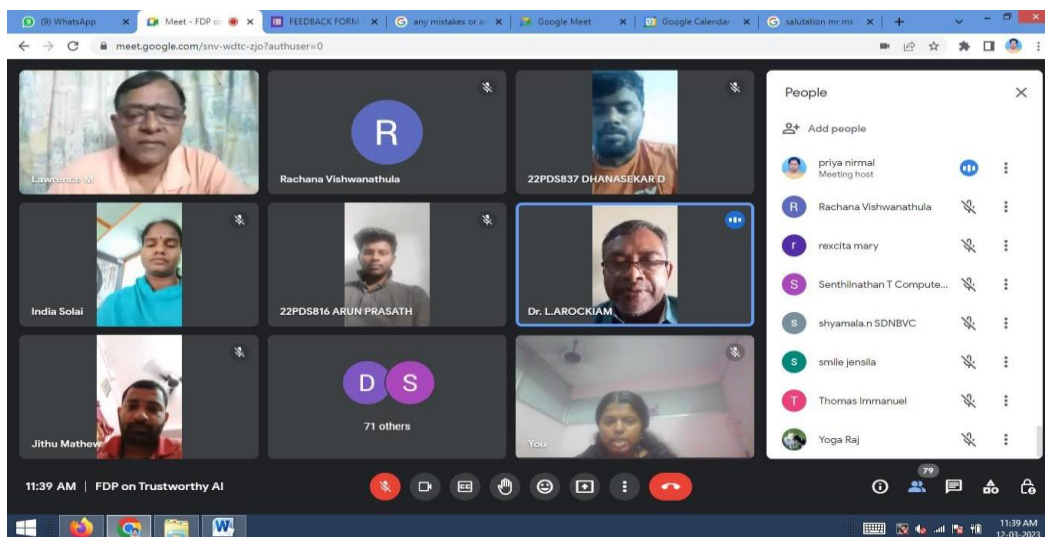 (9) WhatsApp
Meet - FDP or
FEEDBACK FORM
any mistakes or a
Google Meet
Google Calendar
salutation mr ms
meet.google.com/snv-wdtc-zjo?authuser=0
Lawrence M
R
Rachana Vishwanathula
22PDS837 DHANASEKAR D
India Solai
22PDS816 ARUN PRASATH
Dr. L.AROCKIAM
Jithu Mathew
D S
71 others
You
People
Add people
priya nirmal
Meeting host
R Rachana Vishwanathula
r rexcita mary
S Senthilnathan T Compute...
s shyamala.n SDNBVC
s smile jensila
T Thomas Immanuel
Yoga Raj
11:39 AM | FDP on Trustworthy AI
CC
79
11:39 AM
12-03-2023